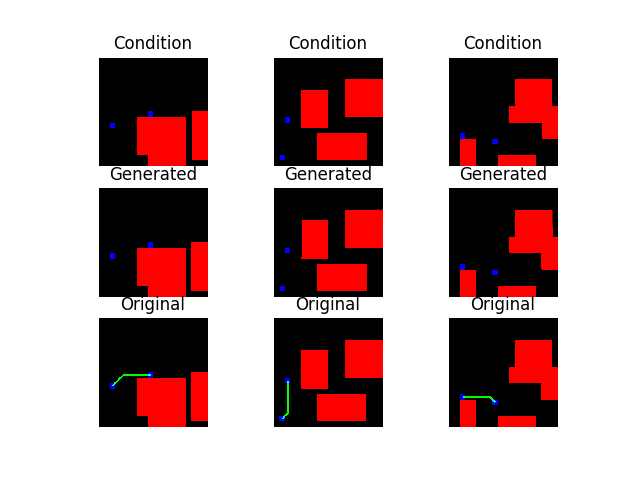 Condition Condition Condition
Generated Generated Generated
Original Original Original